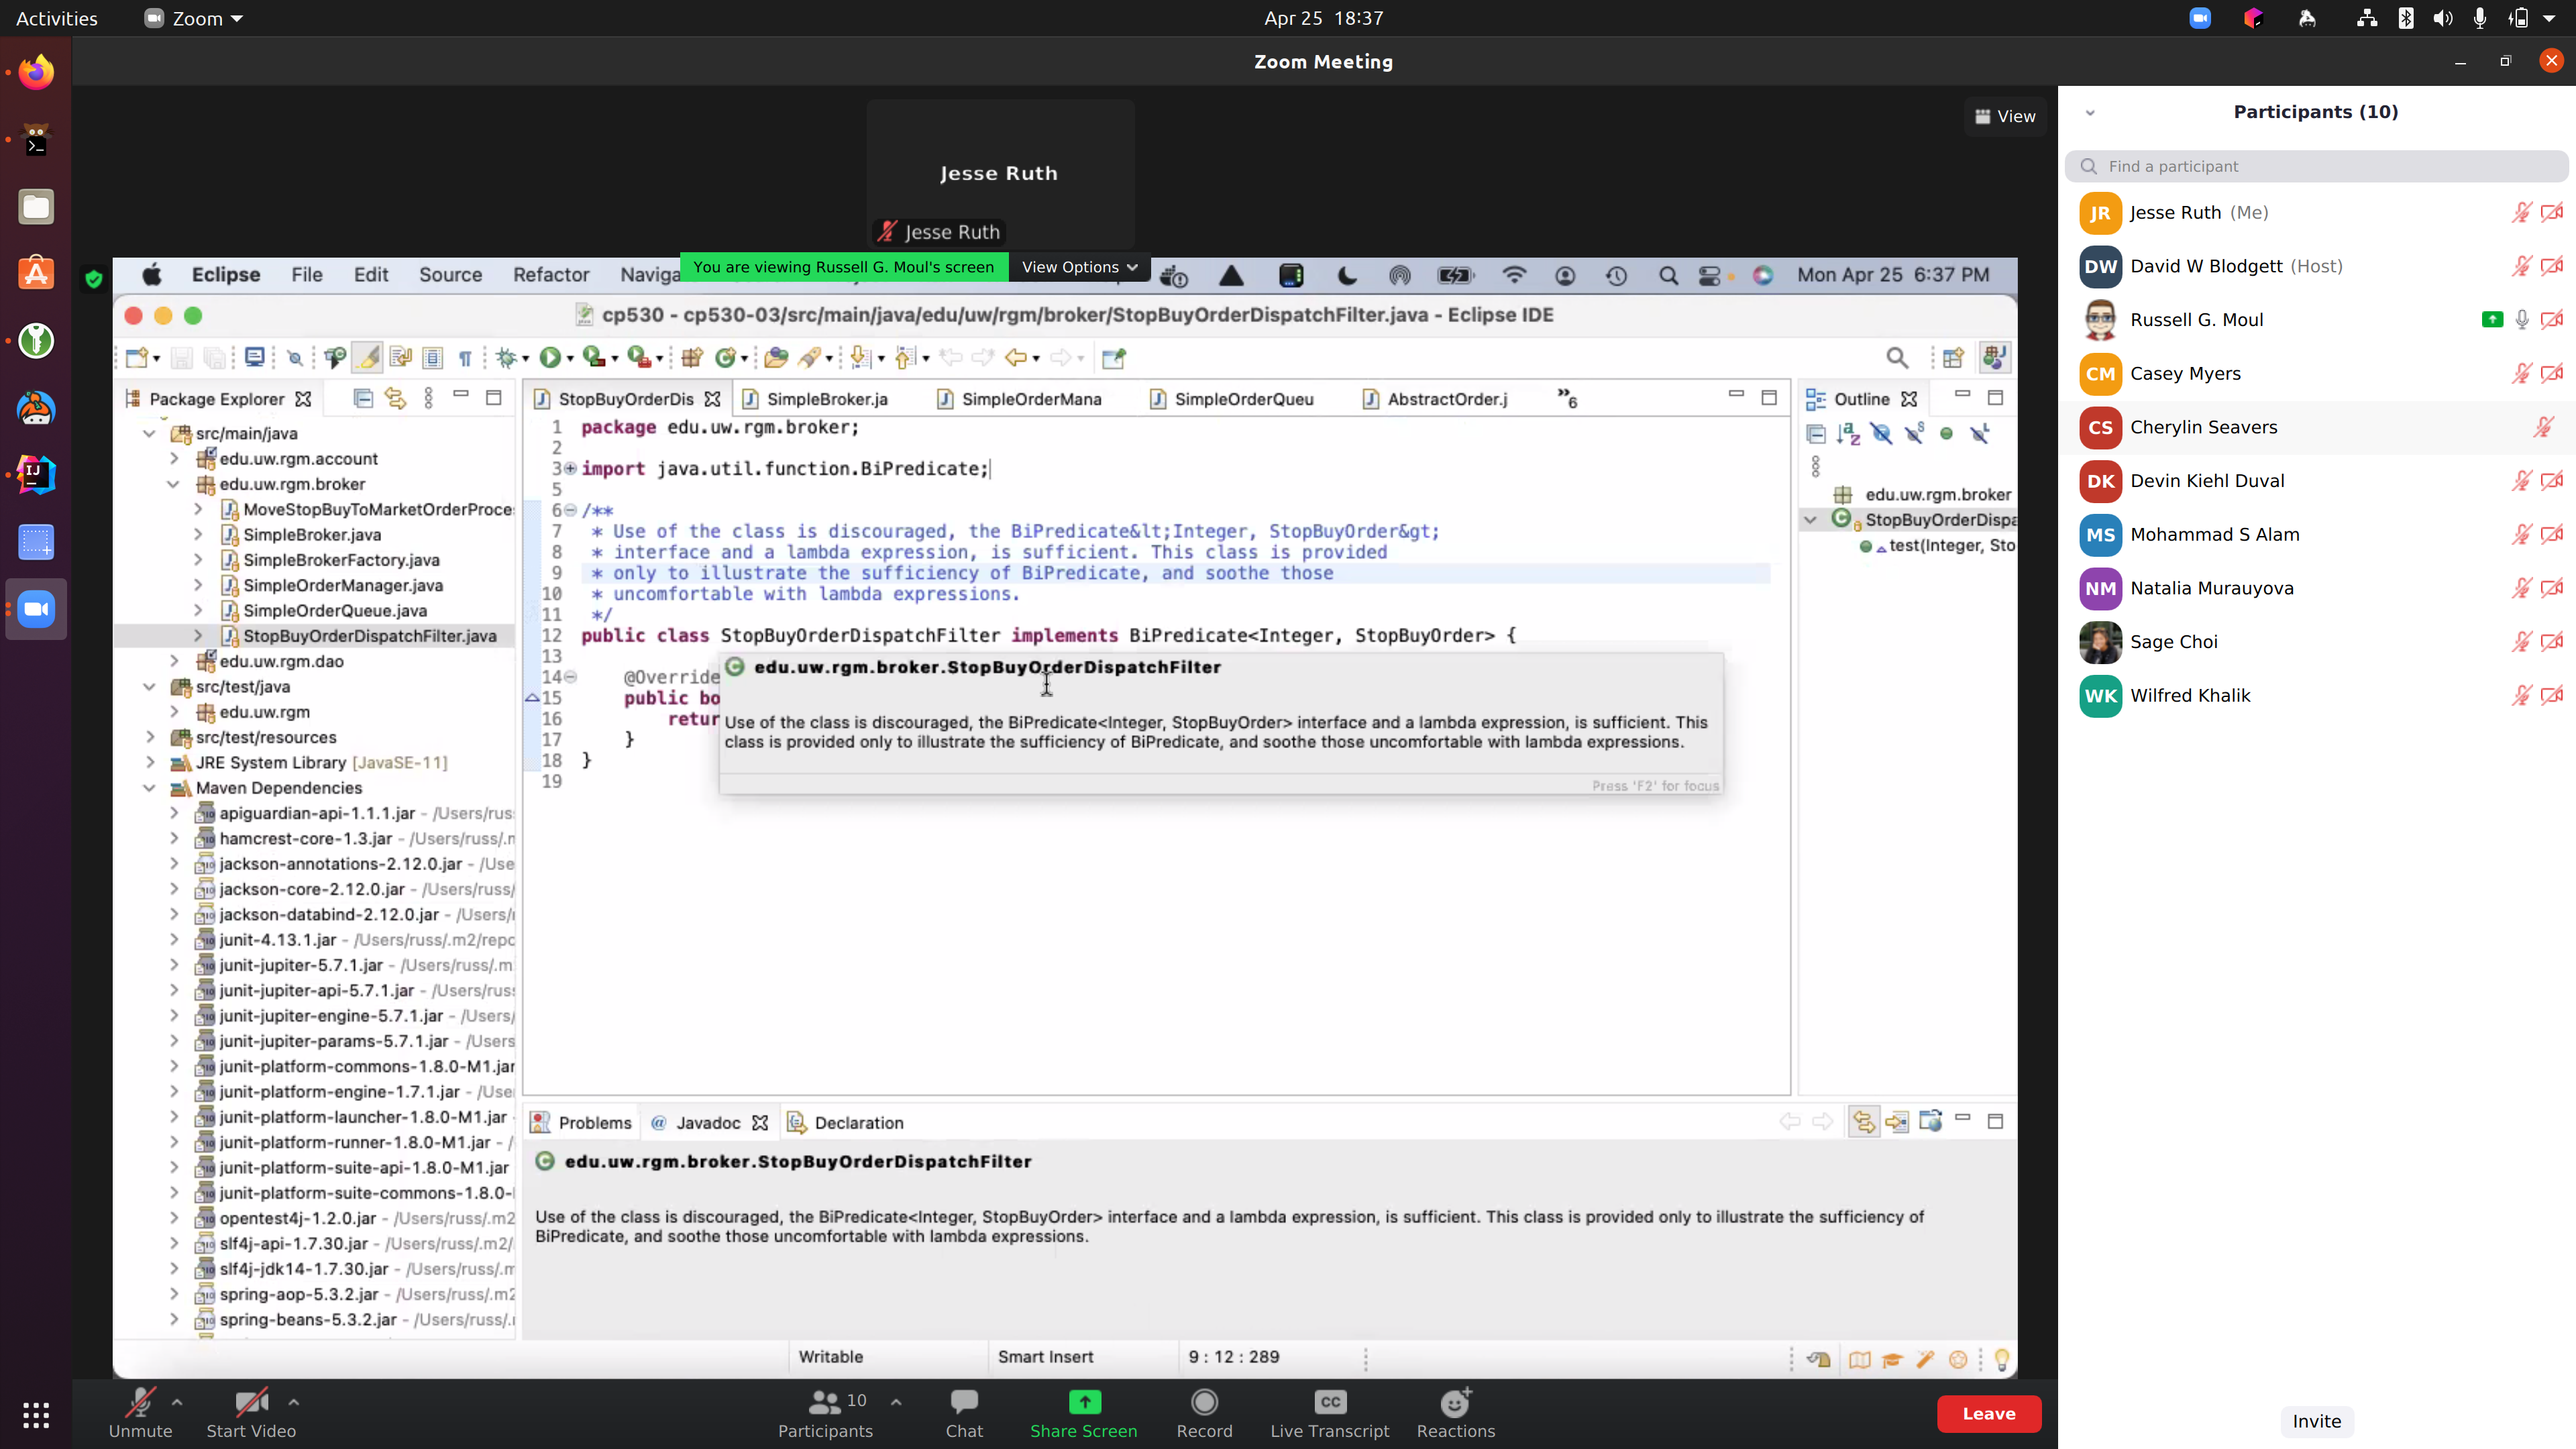 Activities
Zoom
Apr 25 18:37
Zoom Meeting
View
Jesse Ruth
Jesse Ruth
You are viewing Russell G. Moul's screen
View Options
Eclipse File Edit Source Refactor Naviga
Mon Apr 25 6:37 PM
cp530 - cp530-03/src/main/java/edu/uw/rgm/broker/StopBuyOrderDispatchFilter.java - Eclipse IDE
Package Explorer
src/main/java
edu.uw.rgm.account
edu.uw.rgm.broker
MoveStopBuyToMarketOrderProce
SimpleBroker.java
SimpleBrokerFactory.java
SimpleOrderManager.java
SimpleOrderQueue.java
StopBuyOrderDispatchFilter.java
edu.uw.rgm.dao
src/test/java
edu.uw.rgm
src/test/resources
JRE System Library [JavaSE-11]
Maven Dependencies
apiguardian-api-1.1.1.jar - /Users/rus
hamcrest-core-1.3.jar - /Users/russ/.n
jackson-annotations-2.12.0.jar - /Use
jackson-core-2.12.0.jar - /Users/russ/
jackson-databind-2.12.0.jar - /Users/
junit-4.13.1.jar - /Users/russ/.m2/repo
junit-jupiter-5.7.1.jar - /Users/russ/.m
junit-jupiter-api-5.7.1.jar - /Users/rus
junit-jupiter-engine-5.7.1.jar - /Users
junit-jupiter-params-5.7.1.jar - /Users
junit-platform-commons-1.8.0-M1.jar
junit-platform-engine-1.7.1.jar - /Use
junit-platform-launcher-1.8.0-M1.jar
junit-platform-runner-1.8.0-M1.jar - /
junit-platform-suite-api-1.8.0-M1.jar
junit-platform-suite-commons-1.8.0-
opentest4j-1.2.0.jar - /Users/russ/.m2
slf4j-api-1.7.30.jar - /Users/russ/.m2/
slf4j-jdk14-1.7.30.jar - /Users/russ/.m
spring-aop-5.3.2.jar - /Users/russ/.m2
spring-beans-5.3.2.jar - /Users/russ/.
StopBuyOrderDis SimpleBroker.ja SimpleOrderMana SimpleOrderQueu AbstractOrder.j »6
1 package edu.uw.rgm.broker;
2
3 import java.util.function.BiPredicate;
5
6 /**
7 * Use of the class is discouraged, the BiPredicate&lt;Integer, StopBuyOrder&gt;
8 * interface and a lambda expression, is sufficient. This class is provided
9 * only to illustrate the sufficiency of BiPredicate, and soothe those
10 * uncomfortable with lambda expressions.
11 */
12 public class StopBuyOrderDispatchFilter implements BiPredicate<Integer, StopBuyOrder> {
13
14 @Override
15 public bo
16 retur
17 }
18 }
19
edu.uw.rgm.broker.StopBuyOrderDispatchFilter
Use of the class is discouraged, the BiPredicate<Integer, StopBuyOrder> interface and a lambda expression, is sufficient. This
class is provided only to illustrate the sufficiency of BiPredicate, and soothe those uncomfortable with lambda expressions.
Press 'F2' for focus
Outline
edu.uw.rgm.broker
StopBuyOrderDispa
test(Integer, Sto
Problems @ Javadoc Declaration
edu.uw.rgm.broker.StopBuyOrderDispatchFilter
Use of the class is discouraged, the BiPredicate<Integer, StopBuyOrder> interface and a lambda expression, is sufficient. This class is provided only to illustrate the sufficiency of
BiPredicate, and soothe those uncomfortable with lambda expressions.
Writable Smart Insert 9 : 12 : 289
Participants (10)
Find a participant
JR Jesse Ruth (Me)
DW David W Blodgett (Host)
Russell G. Moul
CM Casey Myers
CS Cherylin Seavers
DK Devin Kiehl Duval
MS Mohammad S Alam
NM Natalia Murauyova
Sage Choi
WK Wilfred Khalik
Invite
Unmute
Start Video
10
Participants
Chat
Share Screen
Record
CC
Live Transcript
Reactions
Leave